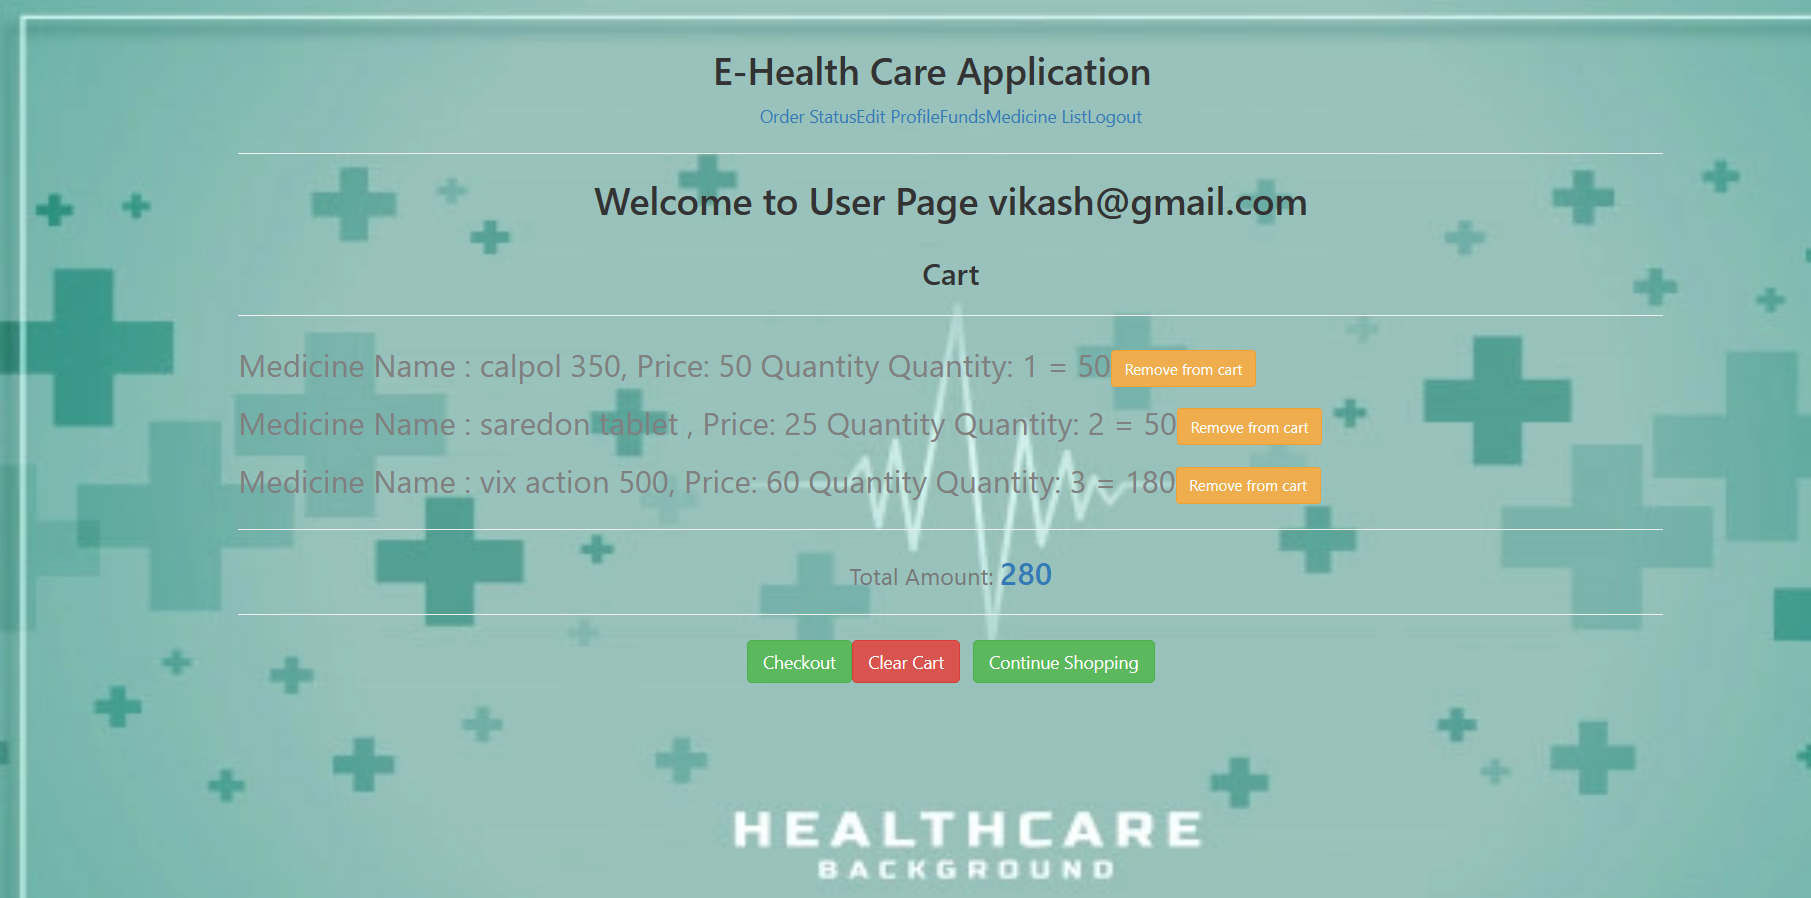 E-Health Care Application
Order StatusEdit ProfileFundsMedicine ListLogout
Welcome to User Page vikash@gmail.com
Cart
Medicine Name : calpol 350, Price: 50 Quantity Quantity: 1 = 50 Remove from cart
Medicine Name : saredon tablet , Price: 25 Quantity Quantity: 2 = 50 Remove from cart
Medicine Name : vix action 500, Price: 60 Quantity Quantity: 3 = 180 Remove from cart
Total Amount: 280
Checkout Clear Cart Continue Shopping
HEALTHCARE
BACKGROUND